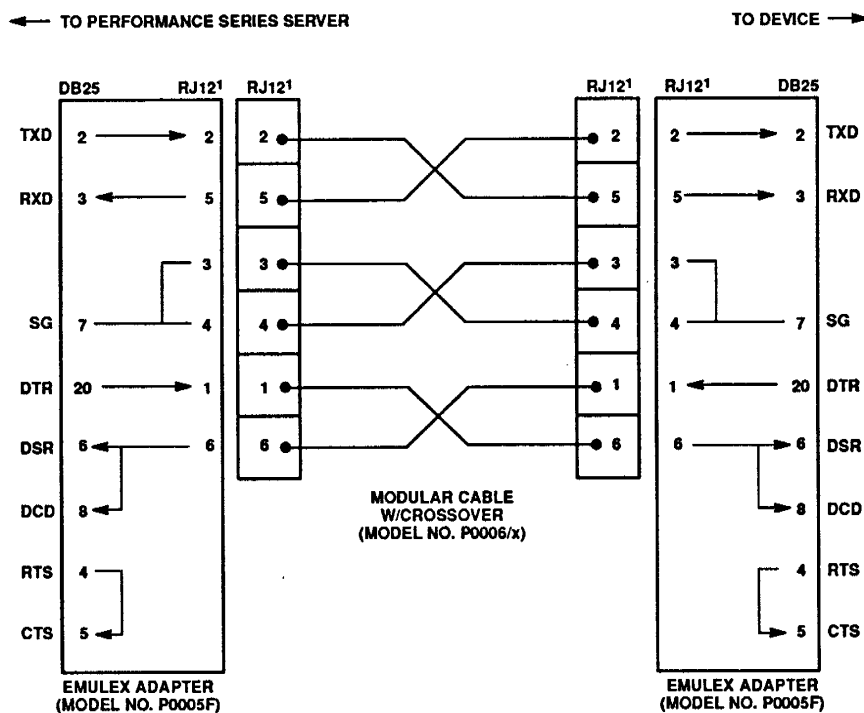 TO PERFORMANCE SERIES SERVER TO DEVICE
DB25 RJ12¹ RJ12¹ RJ12¹ RJ12¹ DB25
TXD 2 2 2 2 2 2 TXD
RXD 3 5 5 5 5 3 RXD
3 3 3 3
SG 7 4 4 4 4 7 SG
DTR 20 1 1 1 1 20 DTR
DSR 6 6 6 6 6 6 DSR
DCD 8 8 DCD
RTS 4 4 RTS
CTS 5 5 CTS
MODULAR CABLE
W/CROSSOVER
(MODEL NO. P0006/x)
EMULEX ADAPTER
(MODEL NO. P0005F)
EMULEX ADAPTER
(MODEL NO. P0005F)